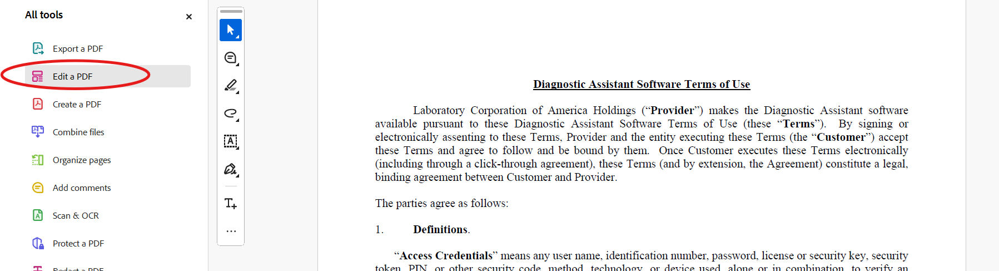 All tools
Export a PDF
Edit a PDF
Create a PDF
Combine files
Organize pages
Add comments
Scan & OCR
Protect a PDF
Redact a PDF
Diagnostic Assistant Software Terms of Use
Laboratory Corporation of America Holdings (“Provider”) makes the Diagnostic Assistant software
available pursuant to these Diagnostic Assistant Software Terms of Use (these “Terms”). By signing or
electronically assenting to these Terms, Provider and the entity executing these Terms (the “Customer”) accept
these Terms and agree to follow and be bound by them. Once Customer executes these Terms electronically
(including through a click-through agreement), these Terms (and by extension, the Agreement) constitute a legal,
binding agreement between Customer and Provider.
The parties agree as follows:
1. Definitions.
“Access Credentials” means any user name, identification number, password, license or security key, security
token, PIN, or other security code, method, technology, or device used, alone or in combination, to verify an